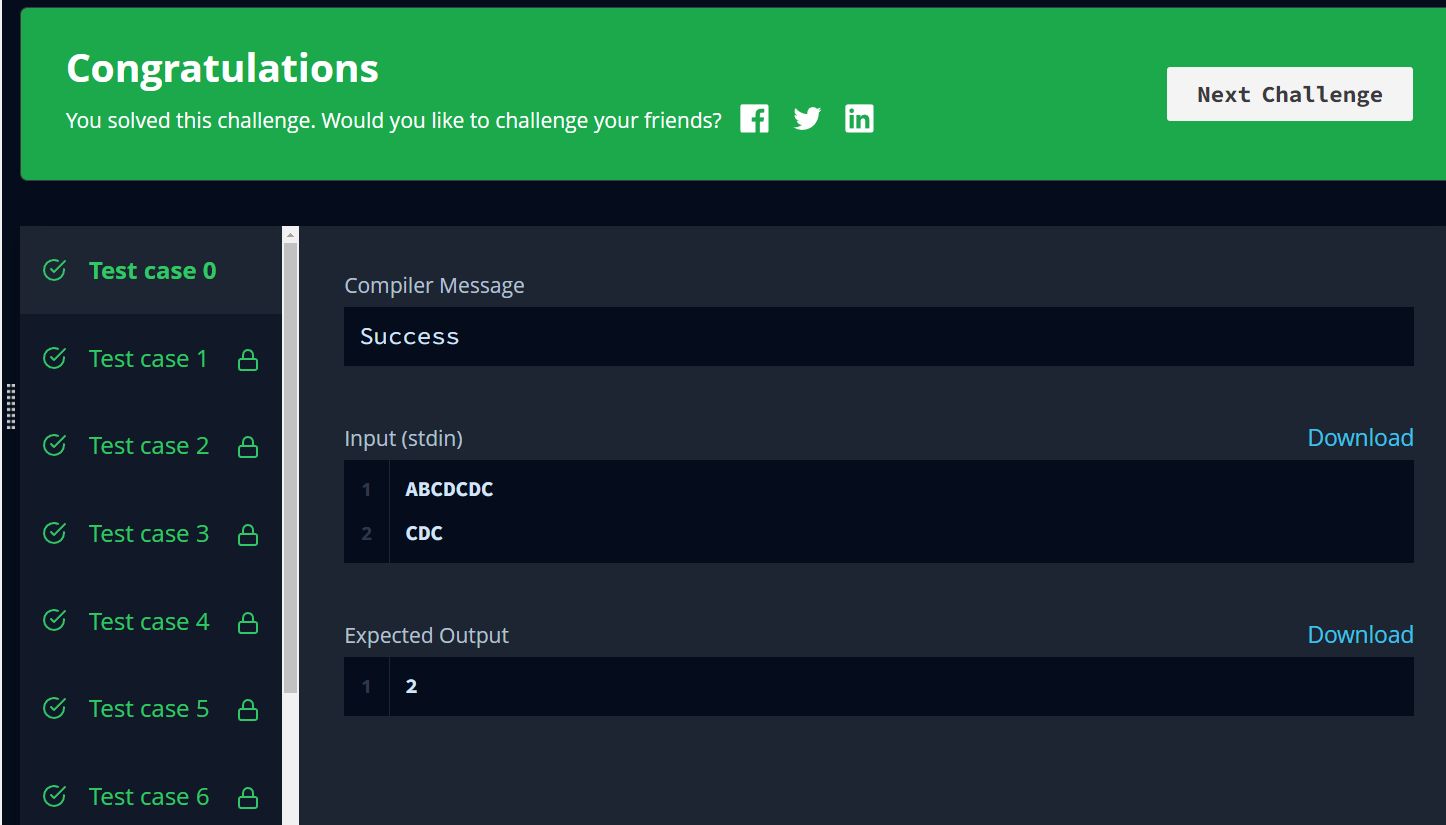 Congratulations
You solved this challenge. Would you like to challenge your friends?
Next Challenge
Test case 0
Test case 1
Test case 2
Test case 3
Test case 4
Test case 5
Test case 6
Compiler Message
Success
Input (stdin)
Download
1 ABCDCDC
2 CDC
Expected Output
Download
1 2